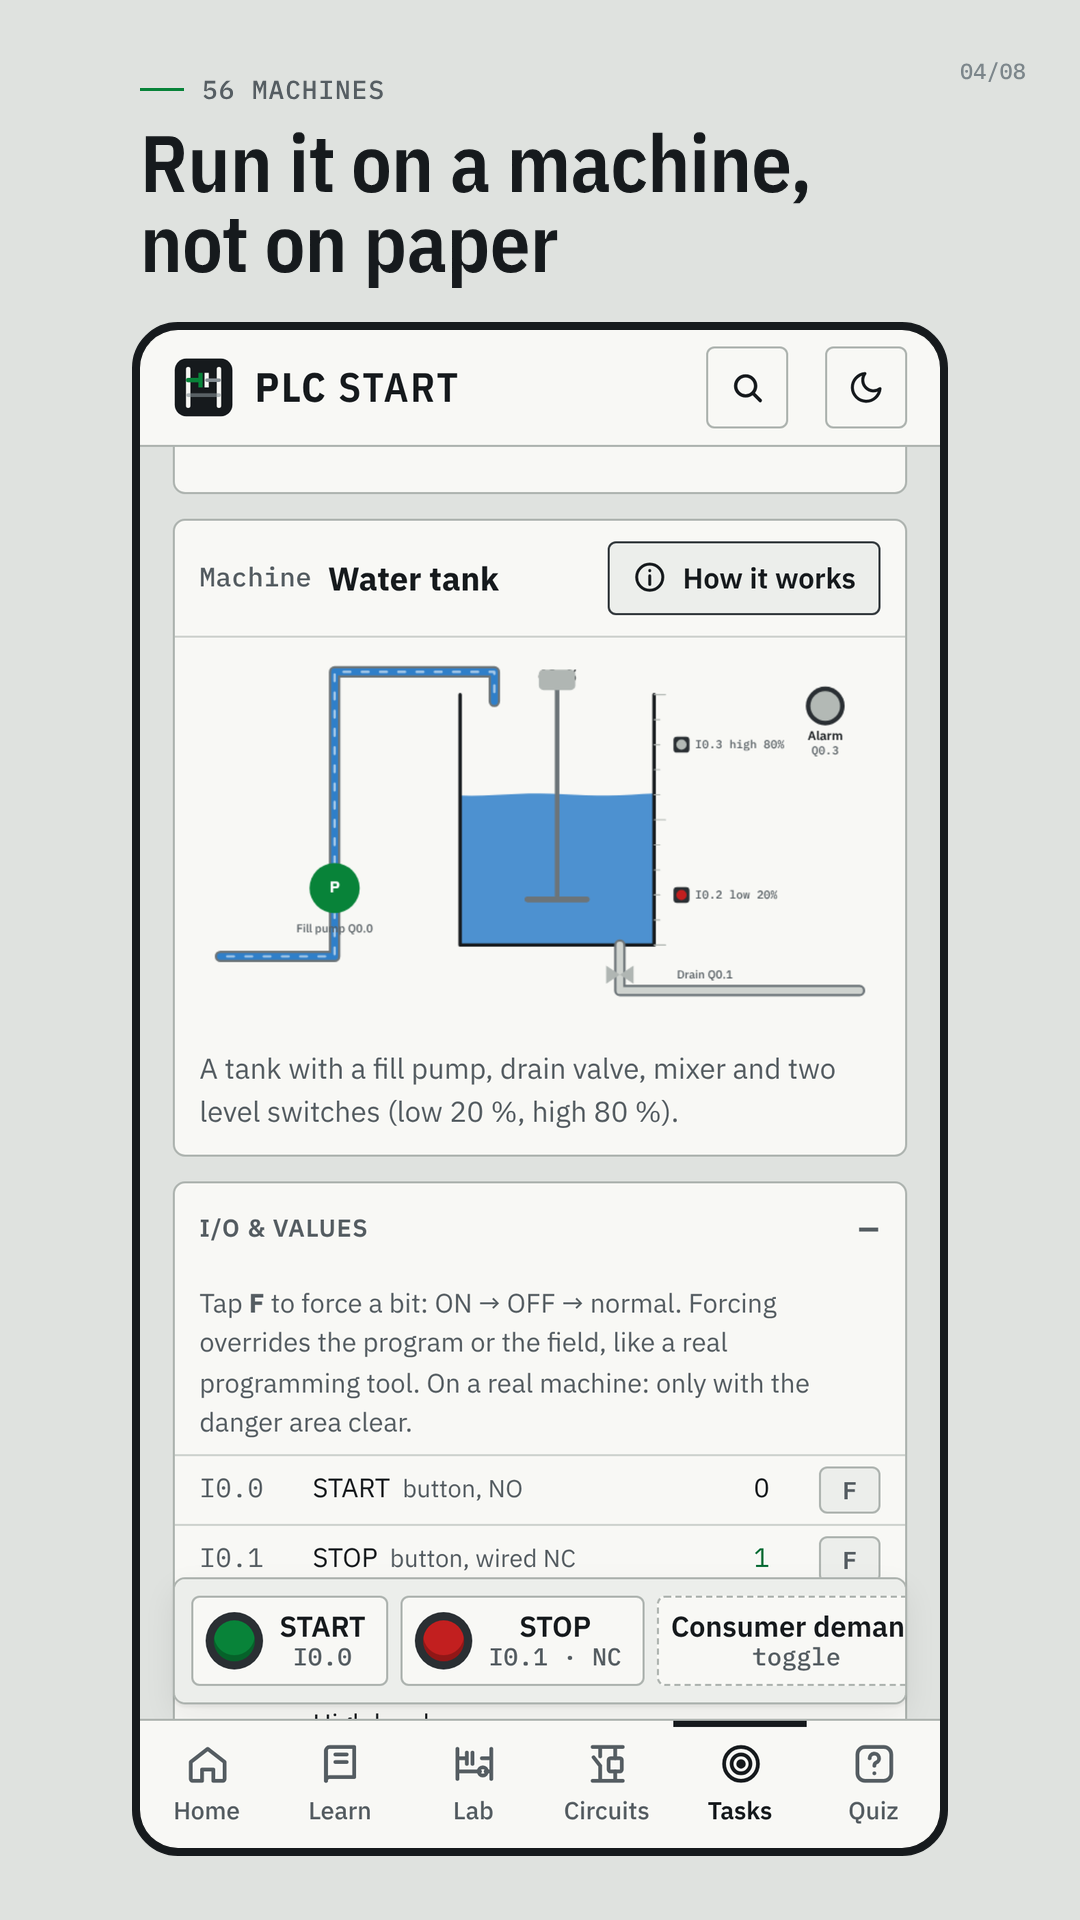 04/08
56 MACHINES
Run it on a machine,
not on paper
PLC START
Machine Water tank
How it works
I0.3 high 80%
Alarm
Q0.3
P
I0.2 low 20%
Fill pump Q0.0
Drain Q0.1
A tank with a fill pump, drain valve, mixer and two
level switches (low 20 %, high 80 %).
I/O & VALUES
Tap F to force a bit: ON → OFF → normal. Forcing
overrides the program or the field, like a real
programming tool. On a real machine: only with the
danger area clear.
I0.0 START button, NO 0 F
I0.1 STOP button, wired NC 1 F
START
I0.0
STOP
I0.1 · NC
Consumer deman
toggle
Home
Learn
Lab
Circuits
Tasks
Quiz